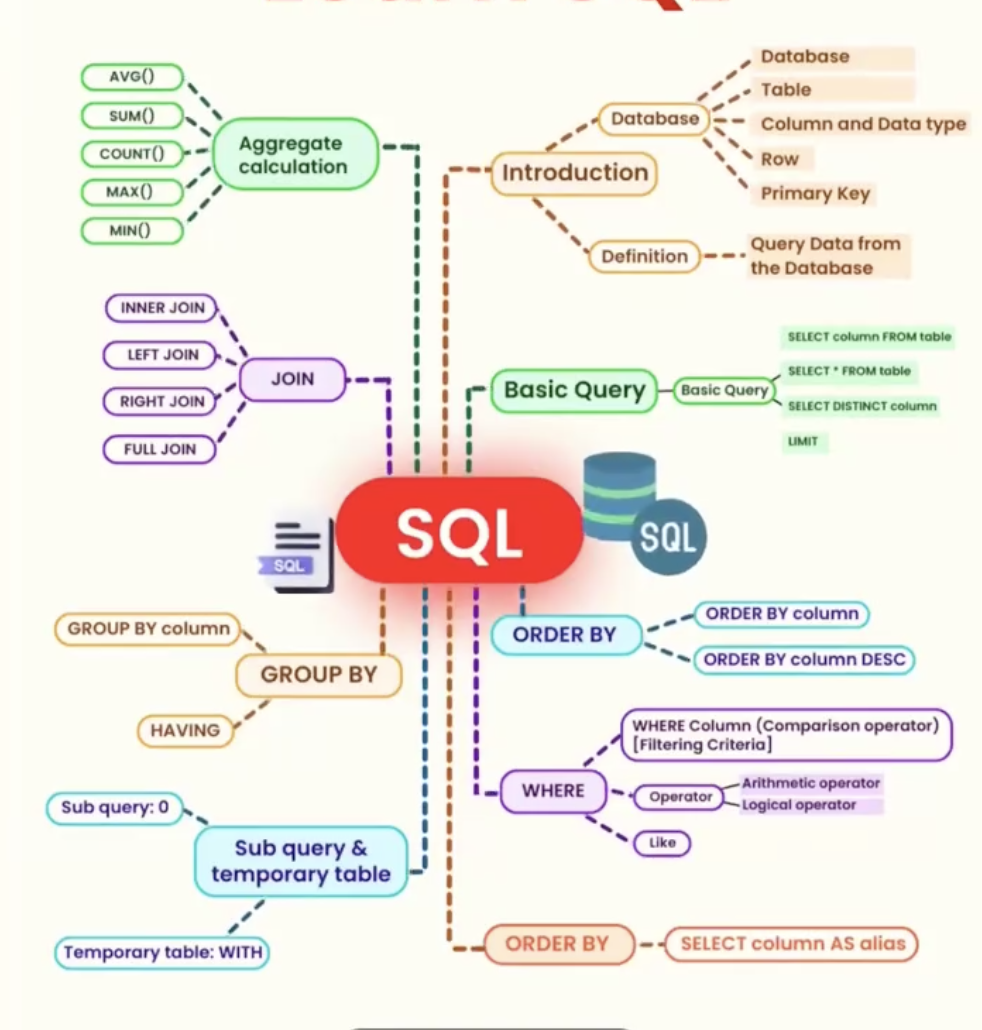 AVG()
SUM()
COUNT()
MAX()
MIN()
Aggregate
calculation
Introduction
Database
Database
Table
Column and Data type
Row
Primary Key
Definition
Query Data from
the Database
INNER JOIN
LEFT JOIN
RIGHT JOIN
FULL JOIN
JOIN
Basic Query
Basic Query
SELECT column FROM table
SELECT * FROM table
SELECT DISTINCT column
LIMIT
SQL
SQL
SQL
GROUP BY column
GROUP BY
HAVING
ORDER BY
ORDER BY column
ORDER BY column DESC
WHERE
WHERE Column (Comparison operator)
[Filtering Criteria]
Operator
Arithmetic operator
Logical operator
Like
Sub query: 0
Sub query &
temporary table
Temporary table: WITH
ORDER BY
SELECT column AS alias